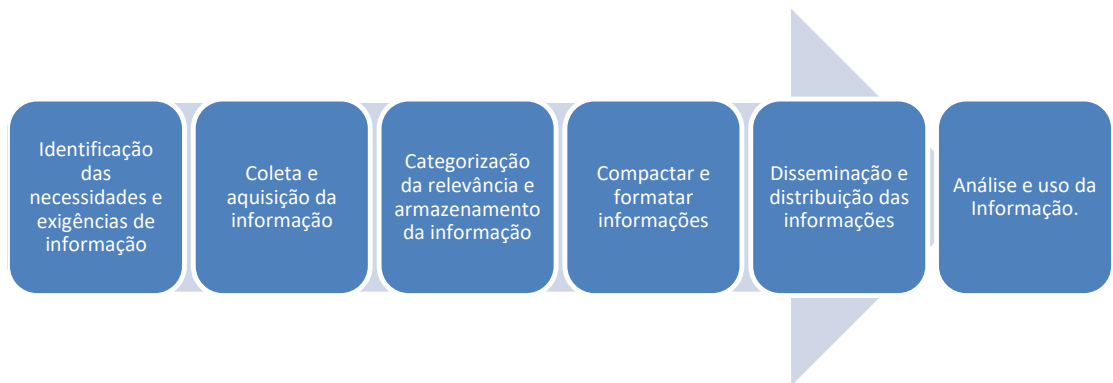 Identificação
das
necessidades e
exigências de
informação
Coleta e
aquisição da
informação
Categorização
da relevância e
armazenamento
da informação
Compactar e
formatar
informações
Disseminação e
distribuição das
informações
Análise e uso da
Informação.